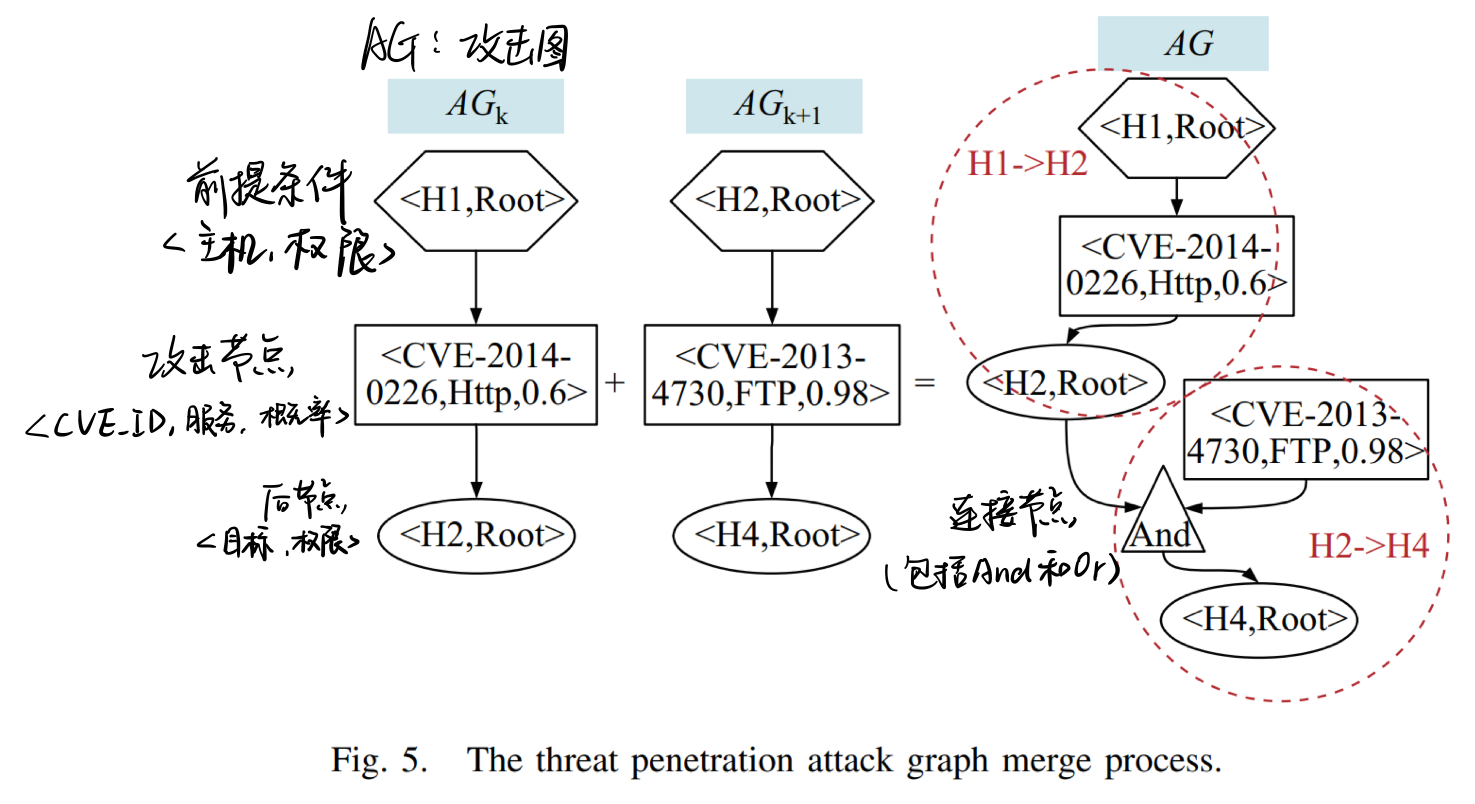 AG：攻击图
AG
AGk
AGk+1
前提条件
<主机，权限>
<H1,Root>
<H2,Root>
<H1,Root>
H1->H2
<CVE-2014-
0226,Http,0.6>
攻击节点，
<CVE_ID，服务，概率>
<CVE-2014-
0226,Http,0.6>
+
<CVE-2013-
4730,FTP,0.98>
=
<H2,Root>
<CVE-2013-
4730,FTP,0.98>
后节点，
<目标，权限>
<H2,Root>
<H4,Root>
连接节点，
（包括And和Or）
And
H2->H4
<H4,Root>
Fig. 5. The threat penetration attack graph merge process.